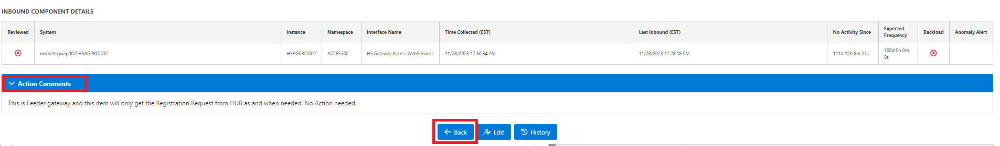 INBOUND COMPONENT DETAILS
Reviewed System Instance Namespace Interface Name Time Collected (EST) Last Inbound (EST) No Activity Since Expected Frequency Backload Anomaly Alert
mwbzhsgwap002l:HSAGPROD02 HSAGPROD02 ACCESS02 HS.Gateway.Access.WebServices 11/28/2023 17:56:34 PM 11/28/2023 17:28:18 PM 111d 12h 8m 27s 100d 0h 0m 0s
Action Comments
This is Feeder gateway and this item will only get the Registration Request from HUB as and when needed. No Action needed.
Back Edit History